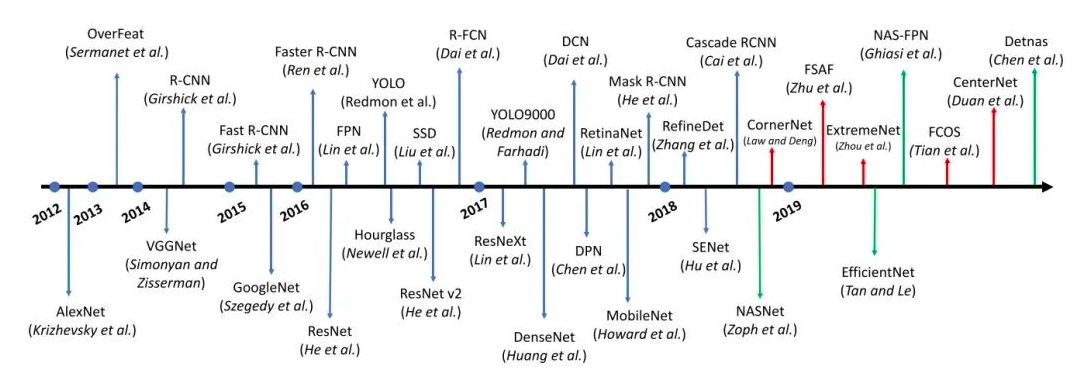 OverFeat
(Sermanet et al.)
R-CNN
(Girshick et al.)
Fast R-CNN
(Girshick et al.)
Faster R-CNN
(Ren et al.)
FPN
(Lin et al.)
YOLO
(Redmon et al.)
SSD
(Liu et al.)
R-FCN
(Dai et al.)
YOLO9000
(Redmon and
Farhadi)
DCN
(Dai et al.)
RetinaNet
(Lin et al.)
Mask R-CNN
(He et al.)
RefineDet
(Zhang et al.)
Cascade RCNN
(Cai et al.)
CornerNet
(Law and Deng)
FSAF
(Zhu et al.)
ExtremeNet
(Zhou et al.)
NAS-FPN
(Ghiasi et al.)
FCOS
(Tian et al.)
CenterNet
(Duan et al.)
Detnas
(Chen et al.)
2012
2013
2014
2015
2016
2017
2018
2019
AlexNet
(Krizhevsky et al.)
VGGNet
(Simonyan and
Zisserman)
GoogleNet
(Szegedy et al.)
ResNet
(He et al.)
Hourglass
(Newell et al.)
ResNet v2
(He et al.)
ResNeXt
(Lin et al.)
DenseNet
(Huang et al.)
DPN
(Chen et al.)
MobileNet
(Howard et al.)
SENet
(Hu et al.)
NASNet
(Zoph et al.)
EfficientNet
(Tan and Le)